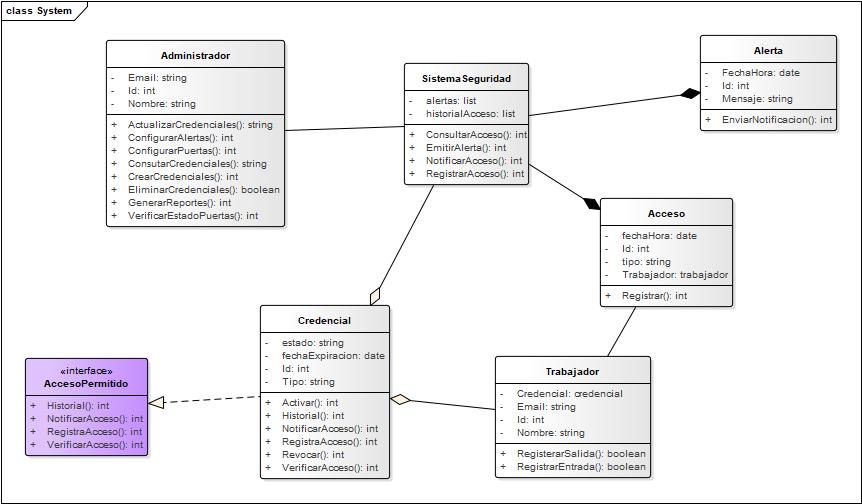 class System
Administrador
- Email: string
- Id: int
- Nombre: string
+ ActualizarCredenciales(): string
+ ConfigurarAlertas(): int
+ ConfigurarPuertas(): int
+ ConsutarCredenciales(): string
+ CrearCredenciales(): int
+ EliminarCredenciales(): boolean
+ GenerarReportes(): int
+ VerificarEstadoPuertas(): int
SistemaSeguridad
- alertas: list
- historialAcceso: list
+ ConsultarAcceso(): int
+ EmitirAlerta(): int
+ NotificarAcceso(): int
+ RegistrarAcceso(): int
Alerta
- FechaHora: date
- Id: int
- Mensaje: string
+ EnviarNotificacion(): int
Acceso
- fechaHora: date
- Id: int
- tipo: string
- Trabajador: trabajador
+ Registrar(): int
Credencial
- estado: string
- fechaExpiracion: date
- Id: int
- Tipo: string
+ Activar(): int
+ Historial(): int
+ NotificarAcceso(): int
+ RegistraAcceso(): int
+ Revocar(): int
+ VerificarAcceso(): int
«interface»
AccesoPermitido
+ Historial(): int
+ NotificarAcceso(): int
+ RegistraAcceso(): int
+ VerificarAcceso(): int
Trabajador
- Credencial: credencial
- Email: string
- Id: int
- Nombre: string
+ RegisterarSalida(): boolean
+ RegistrarEntrada(): boolean